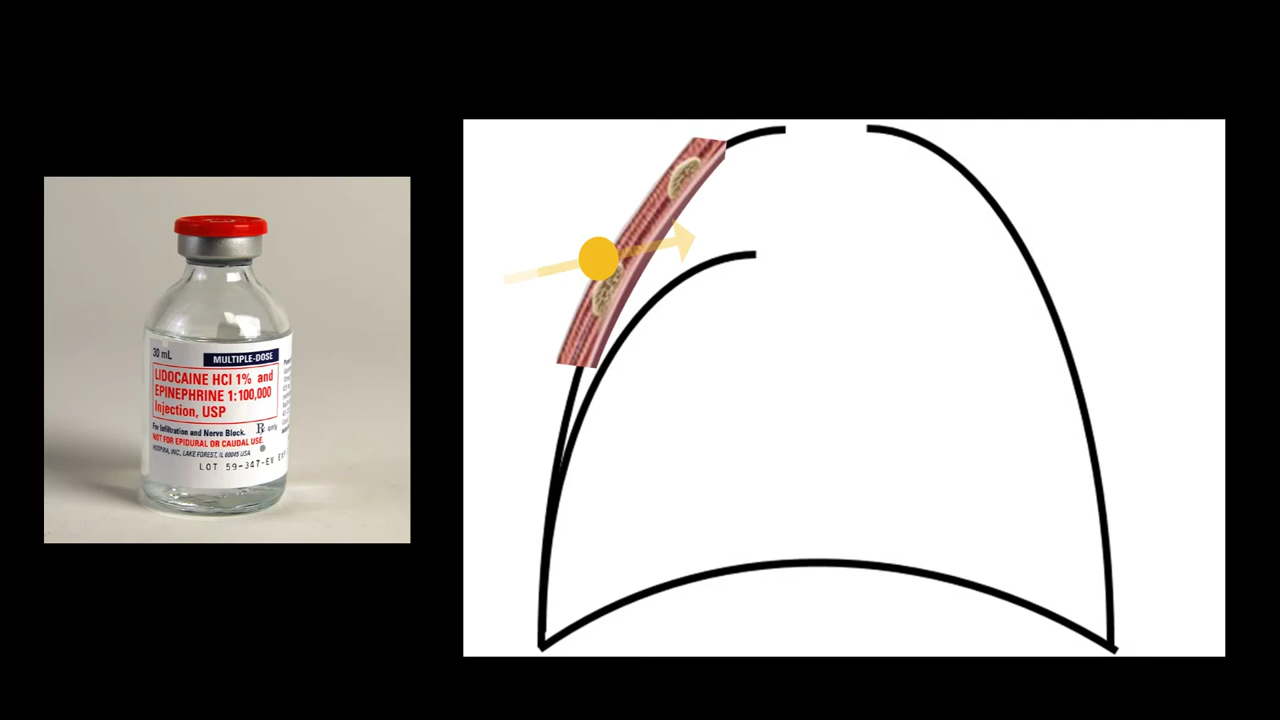 30 mL
MULTIPLE-DOSE
LIDOCAINE HCl 1% and
EPINEPHRINE 1:100,000
Injection, USP
For Infiltration and Nerve Block.
℞ only
NOT FOR EPIDURAL OR CAUDAL USE.
HOSPIRA, INC., LAKE FOREST, IL 60045 USA
LOT 59-347-EV